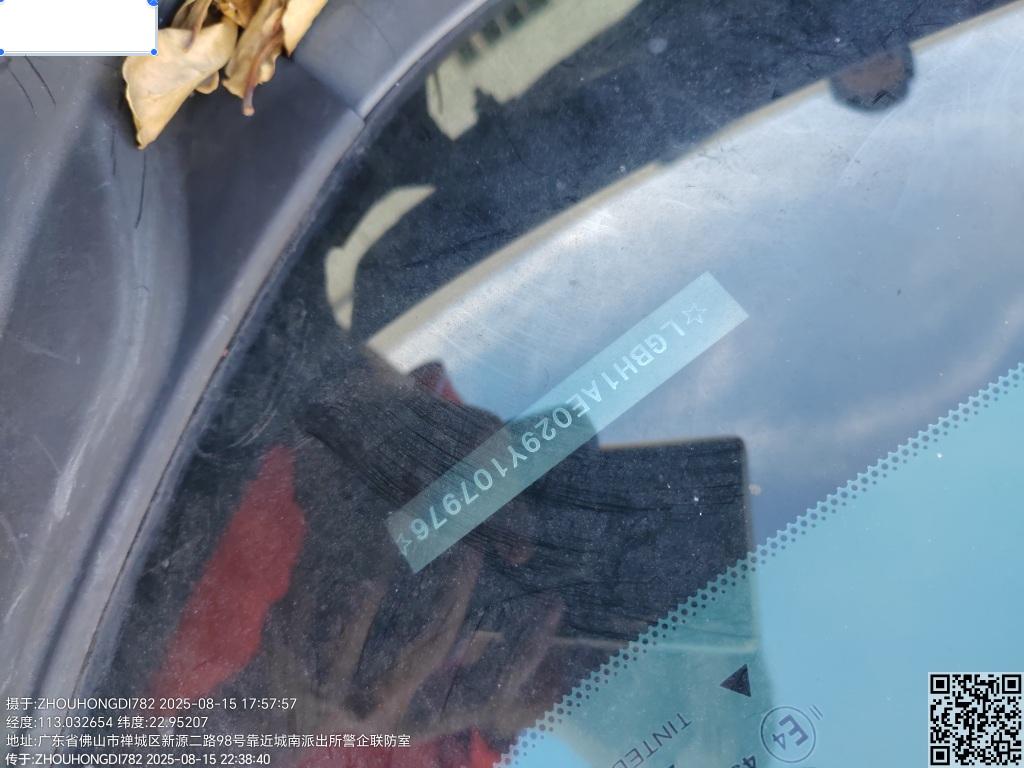 ☆LGBH1AE029Y107976☆
TINTED
E4
摄于:ZHOUHONGDI782 2025-08-15 17:57:57
经度:113.032654 纬度:22.95207
地址:广东省佛山市禅城区新源二路98号靠近城南派出所警企联防室
传于:ZHOUHONGDI782 2025-08-15 22:38:40